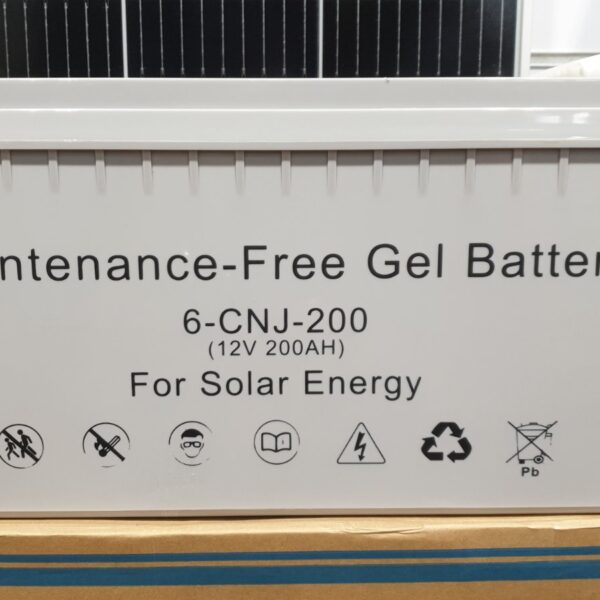 ntenance-Free Gel Batter
6-CNJ-200
(12V 200AH)
For Solar Energy
Pb